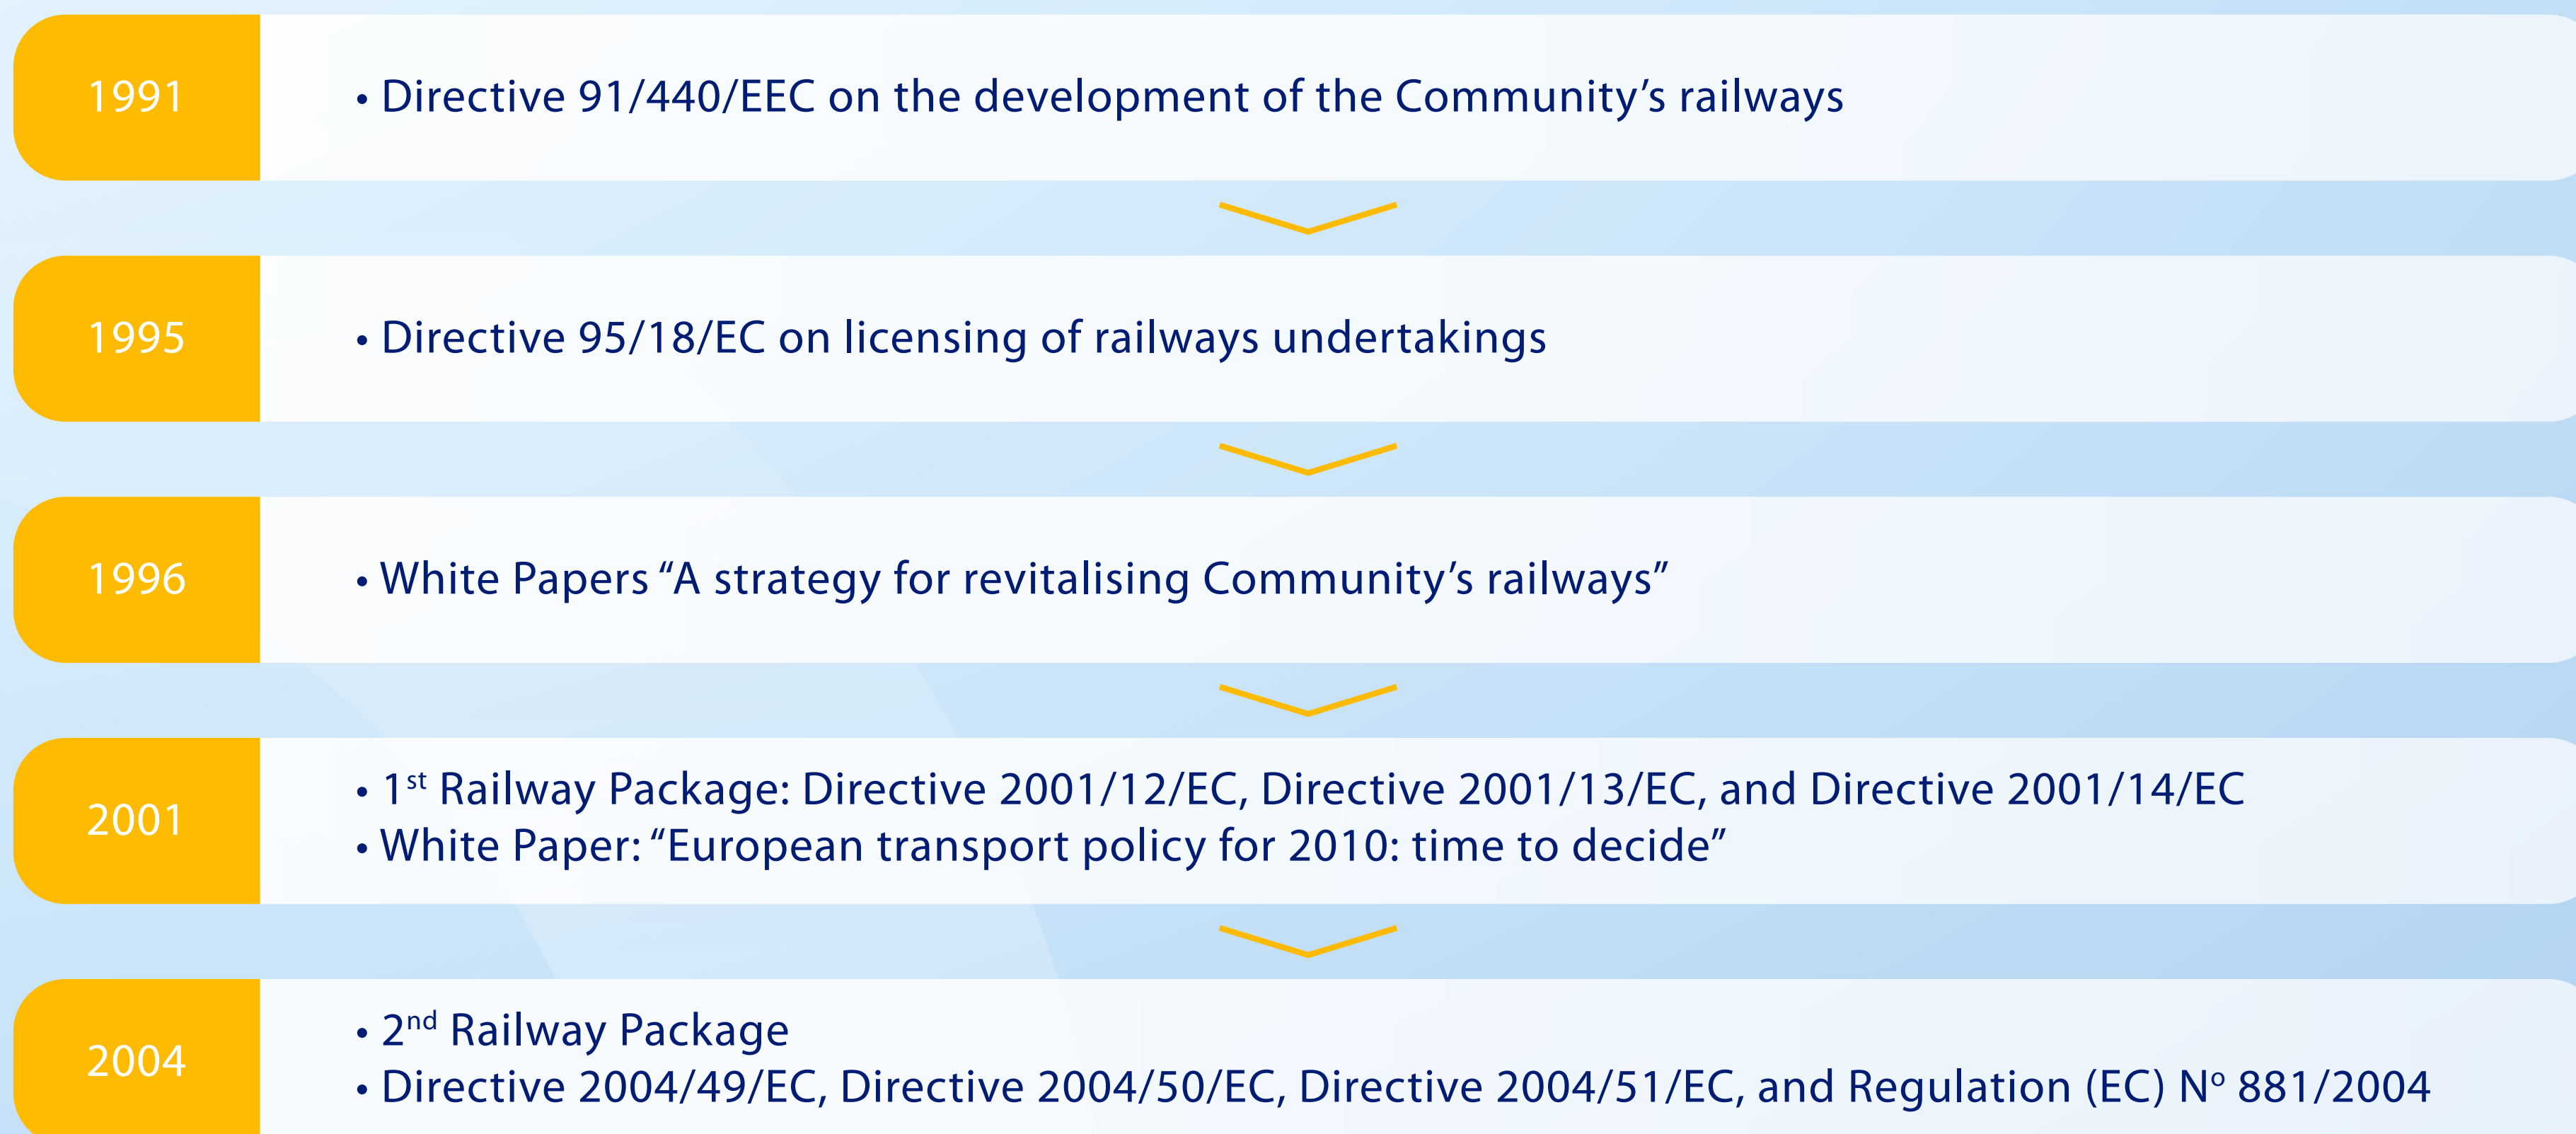 1991
• Directive 91/440/EEC on the development of the Community’s railways
1995
• Directive 95/18/EC on licensing of railways undertakings
1996
• White Papers “A strategy for revitalising Community’s railways”
2001
• 1st Railway Package: Directive 2001/12/EC, Directive 2001/13/EC, and Directive 2001/14/EC
• White Paper: “European transport policy for 2010: time to decide”
2004
• 2nd Railway Package
• Directive 2004/49/EC, Directive 2004/50/EC, Directive 2004/51/EC, and Regulation (EC) Nº 881/2004